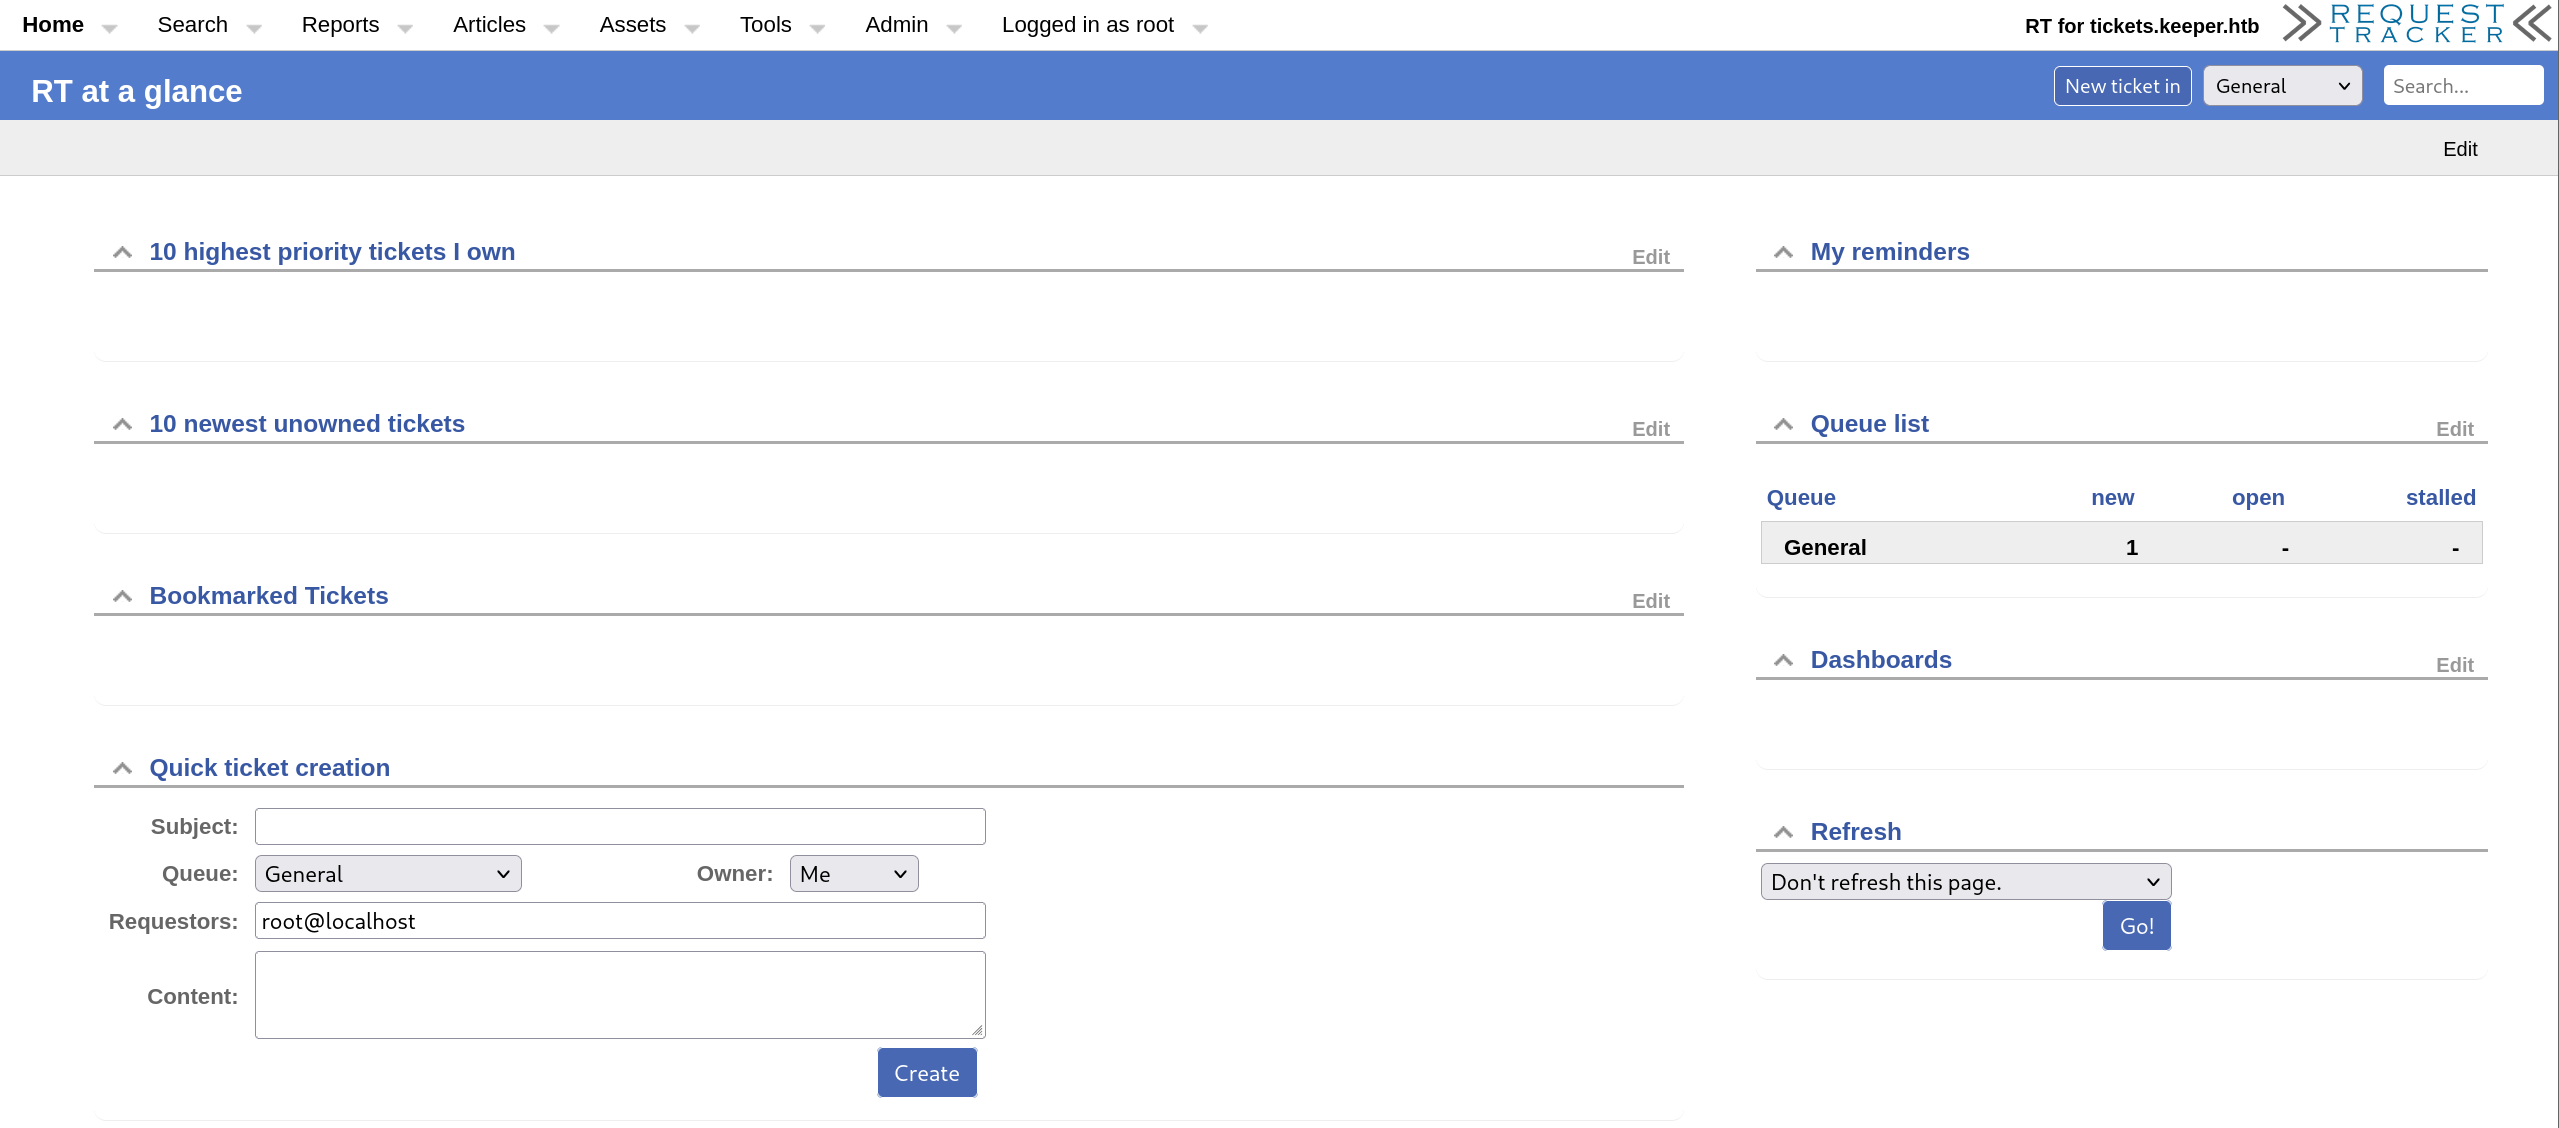 Home Search Reports Articles Assets Tools Admin Logged in as root RT for tickets.keeper.htb REQUEST TRACKER
RT at a glance New ticket in General Search...
Edit
10 highest priority tickets I own Edit
My reminders
10 newest unowned tickets Edit
Queue list Edit
Queue new open stalled
General 1 - -
Bookmarked Tickets Edit
Dashboards Edit
Quick ticket creation
Subject:
Queue: General Owner: Me
Requestors: root@localhost
Content:
Create
Refresh
Don't refresh this page.
Go!